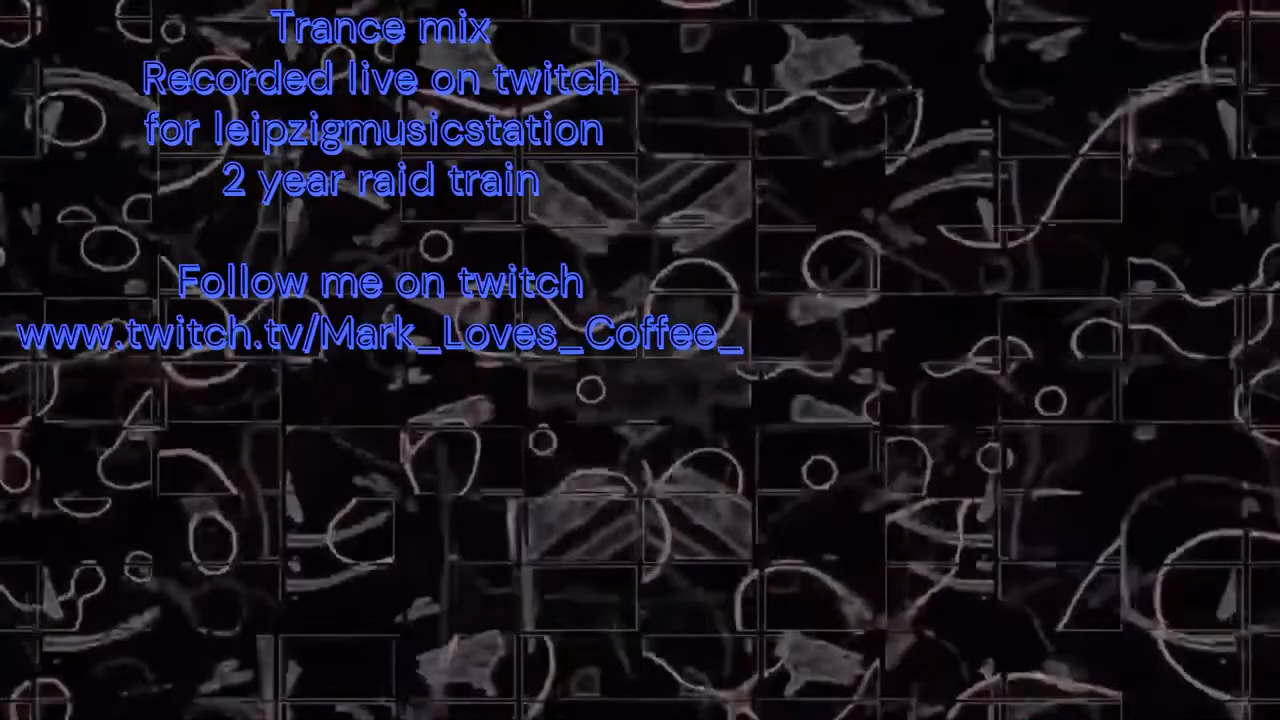 Trance mix
Recorded live on twitch
for leipzigmusicstation
2 year raid train
Follow me on twitch
www.twitch.tv/Mark_Loves_Coffee_